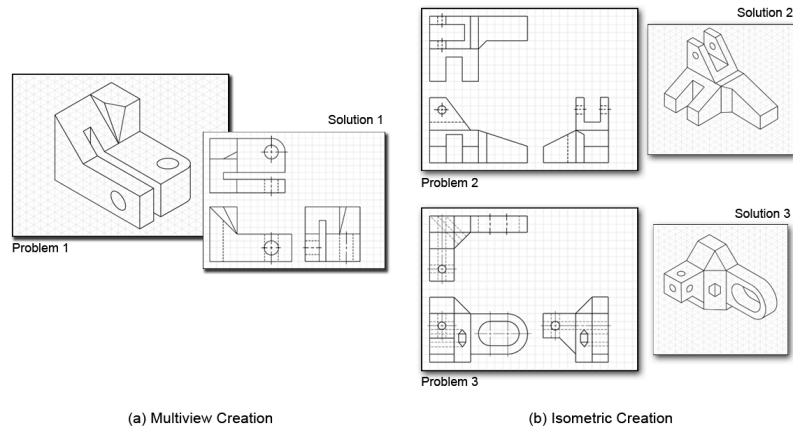 Solution 2
Solution 1
Problem 1
Problem 2
Solution 3
Problem 3
(a) Multiview Creation
(b) Isometric Creation